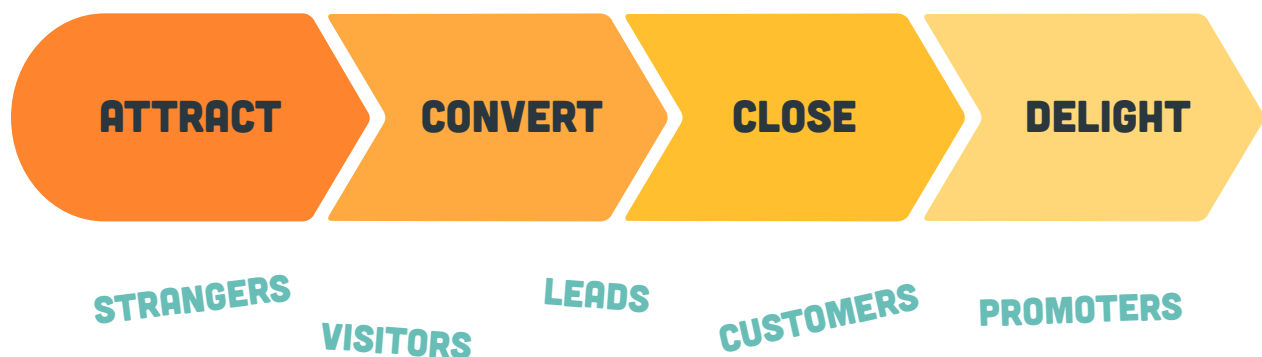 ATTRACT
CONVERT
CLOSE
DELIGHT
STRANGERS
VISITORS
LEADS
CUSTOMERS
PROMOTERS